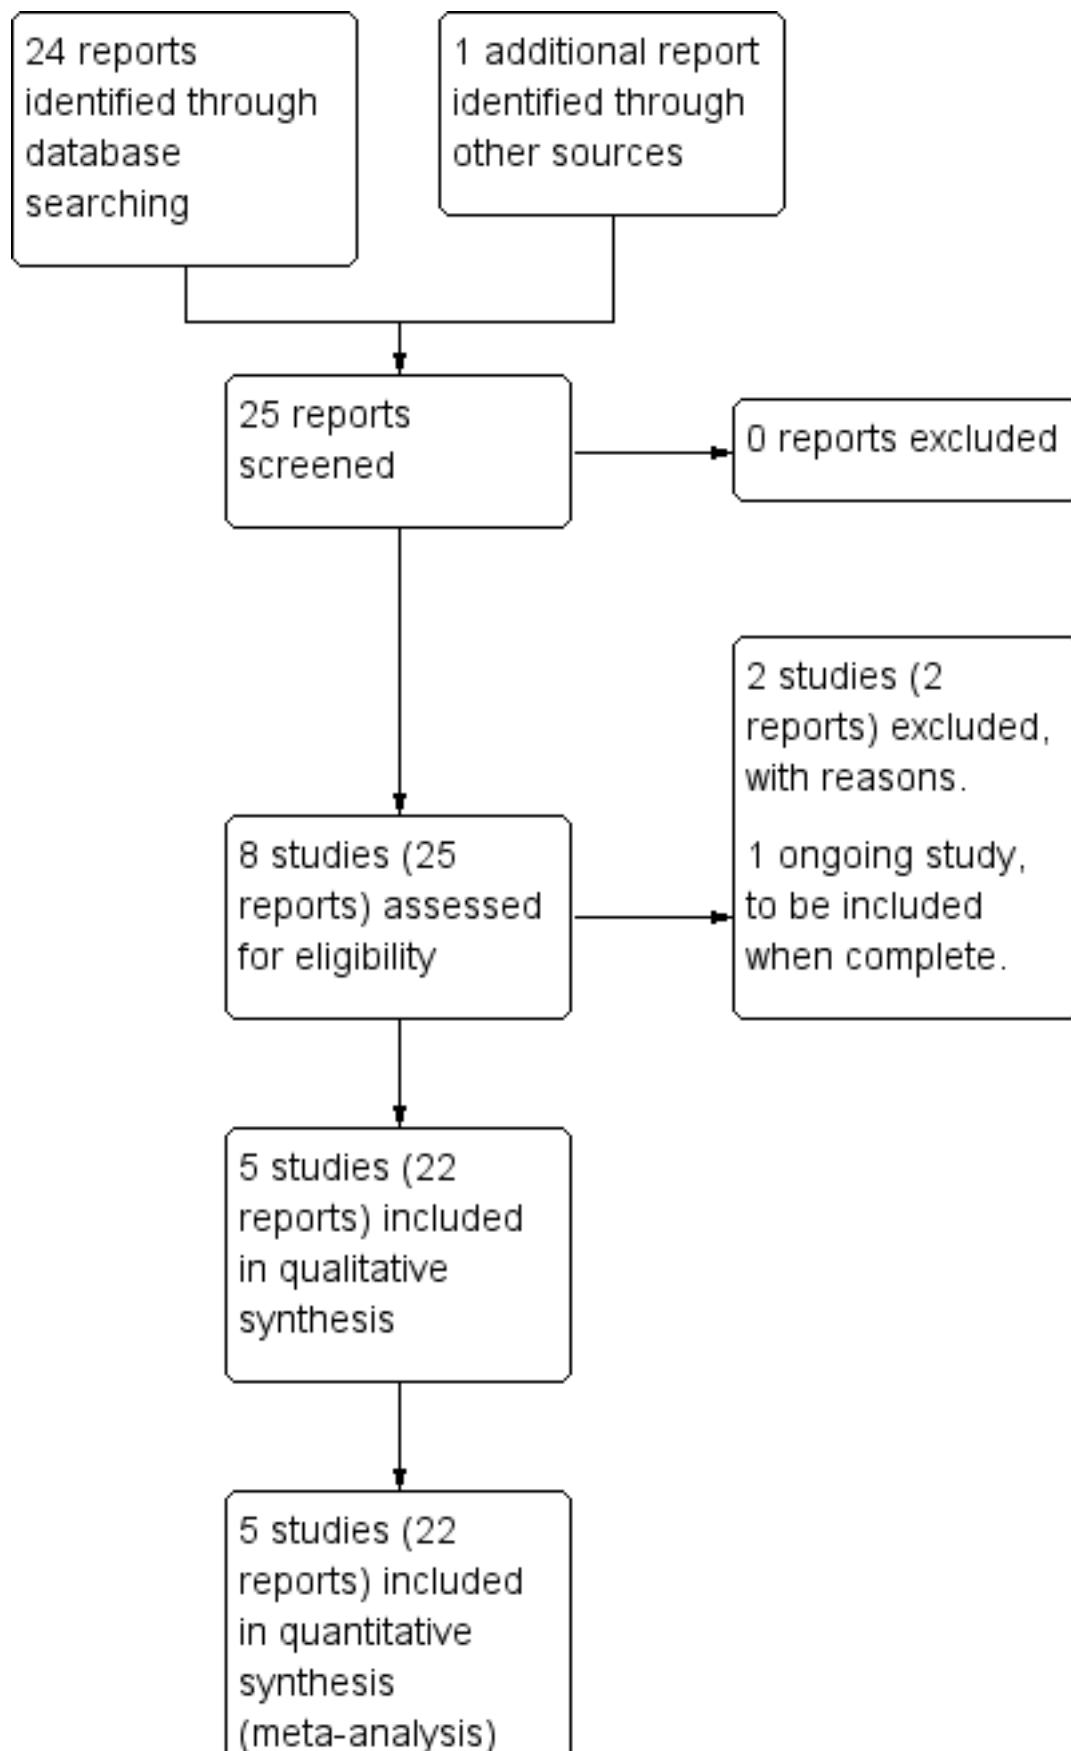 24 reports
identified through
database
searching
1 additional report
identified through
other sources
25 reports
screened
0 reports excluded
2 studies (2
reports) excluded,
with reasons.
1 ongoing study,
to be included
when complete.
8 studies (25
reports) assessed
for eligibility
5 studies (22
reports) included
in qualitative
synthesis
5 studies (22
reports) included
in quantitative
synthesis
(meta-analysis)